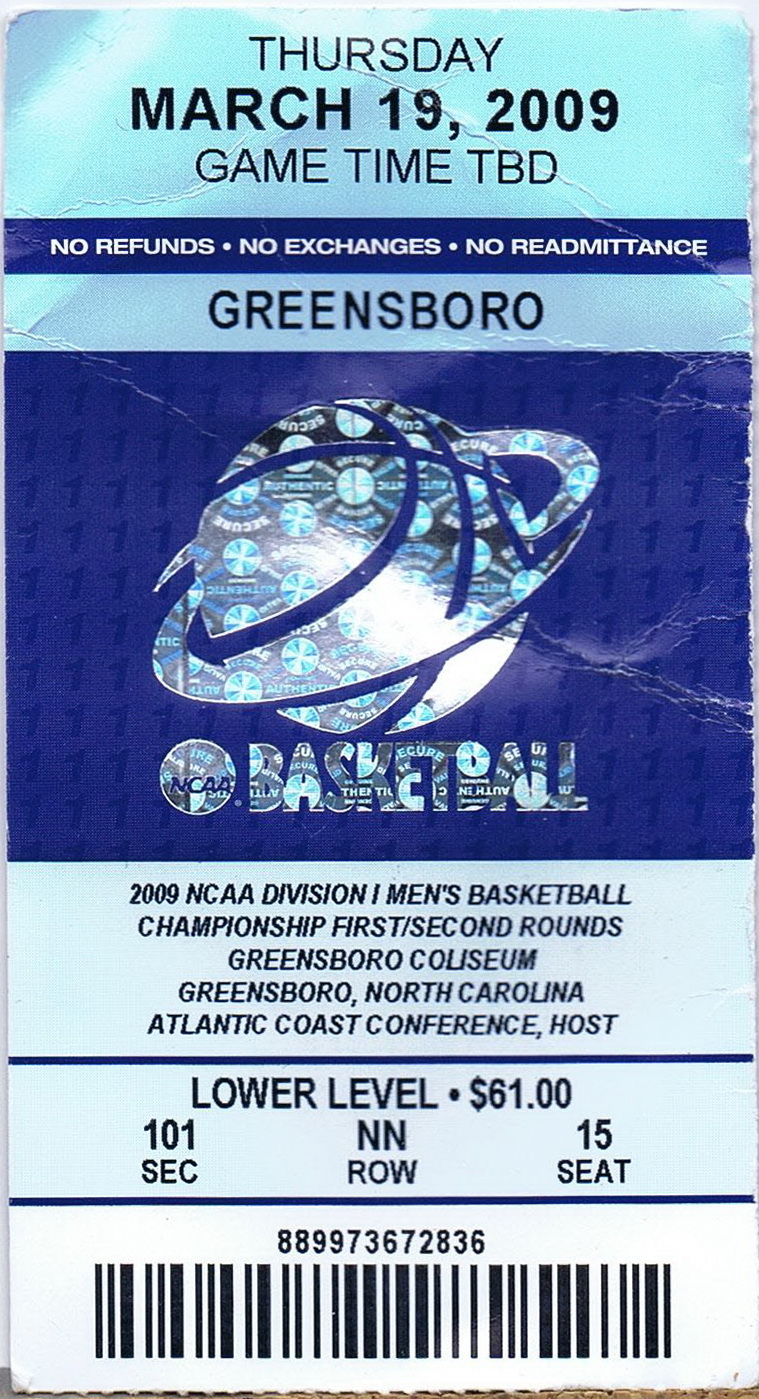 THURSDAY
MARCH 19, 2009
GAME TIME TBD
NO REFUNDS • NO EXCHANGES • NO READMITTANCE
GREENSBORO
NCAA® BASKETBALL
2009 NCAA DIVISION I MEN'S BASKETBALL
CHAMPIONSHIP FIRST/SECOND ROUNDS
GREENSBORO COLISEUM
GREENSBORO, NORTH CAROLINA
ATLANTIC COAST CONFERENCE, HOST
LOWER LEVEL • $61.00
101 NN 15
SEC ROW SEAT
889973672836